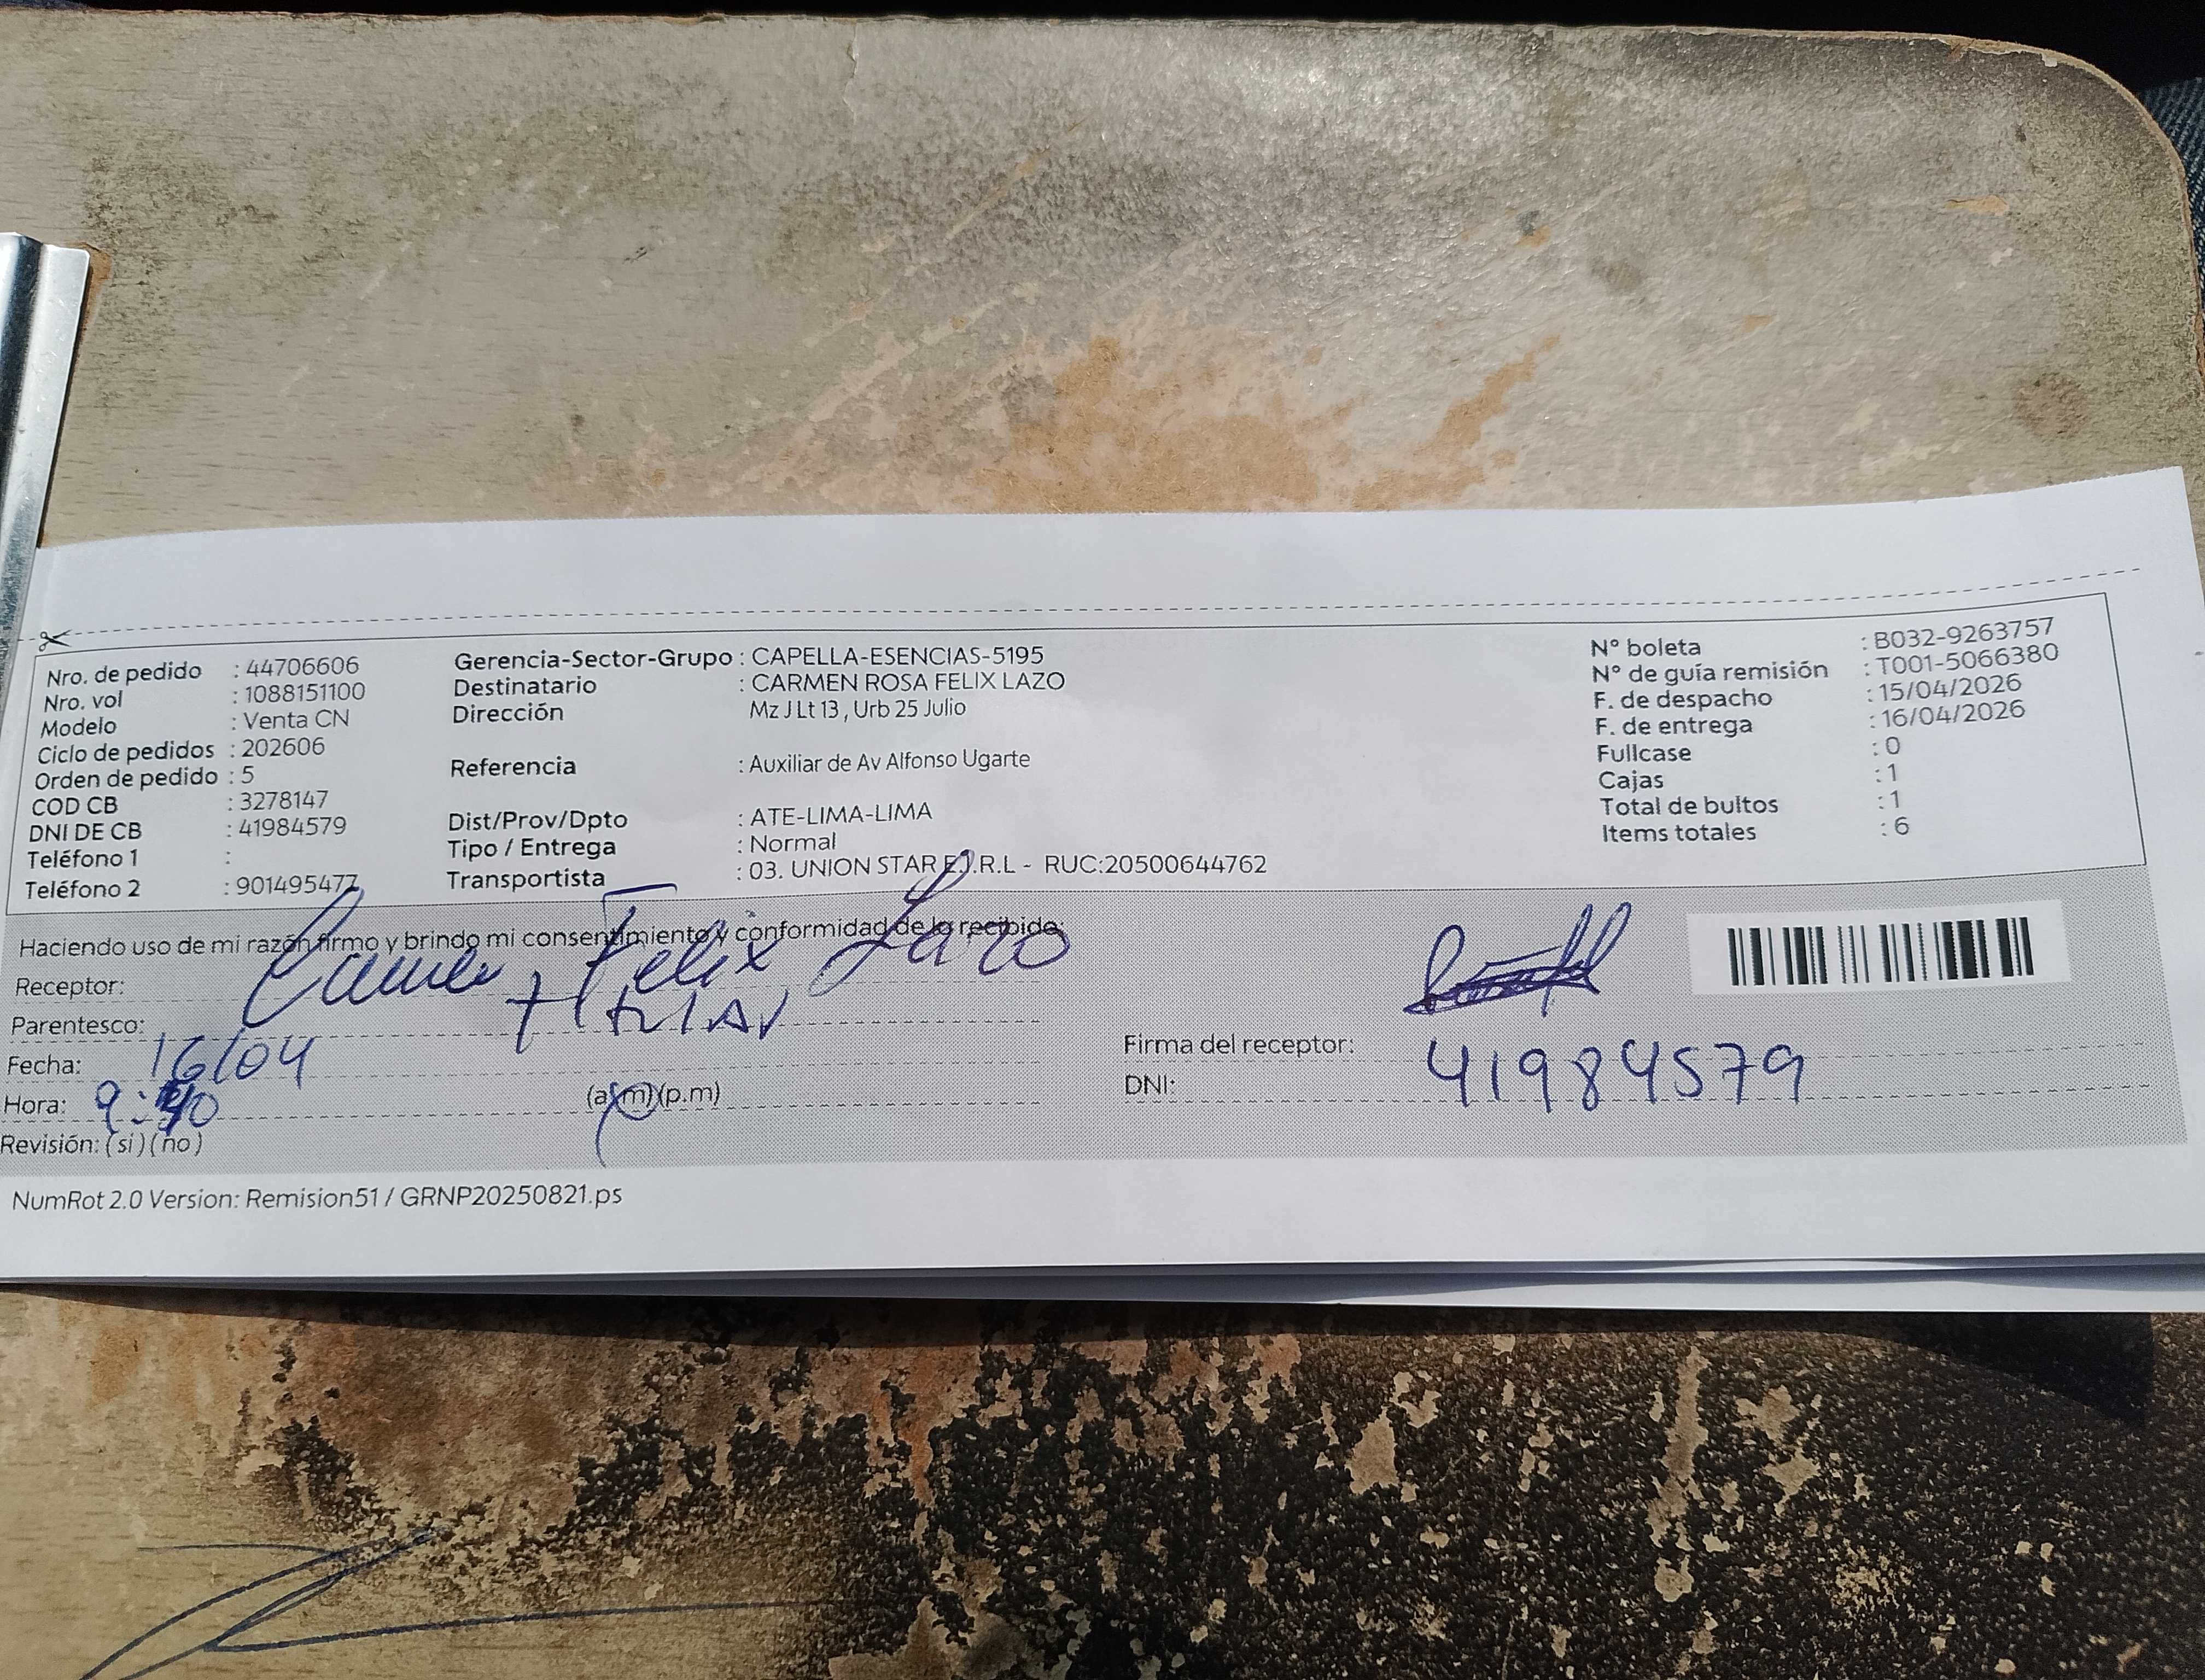 Nro. de pedido : 44706606
Nro. vol : 1088151100
Modelo : Venta CN
Ciclo de pedidos : 202606
Orden de pedido : 5
COD CB : 3278147
DNI DE CB : 41984579
Teléfono 1 :
Teléfono 2 : 901495477
Gerencia-Sector-Grupo : CAPELLA-ESENCIAS-5195
Destinatario : CARMEN ROSA FELIX LAZO
Dirección Mz J Lt 13 , Urb 25 Julio
Referencia : Auxiliar de Av Alfonso Ugarte
Dist/Prov/Dpto : ATE-LIMA-LIMA
Tipo / Entrega : Normal
Transportista : 03. UNION STAR E.I.R.L - RUC:20500644762
N° boleta : B032-9263757
N° de guía remisión : T001-5066380
F. de despacho : 15/04/2026
F. de entrega : 16/04/2026
Fullcase : 0
Cajas : 1
Total de bultos : 1
Items totales : 6
Haciendo uso de mi razón firmo y brindo mi consentimiento y conformidad de lo recibido:
Receptor: Carmen Felix Lazo
Parentesco:
Fecha: 16/04
Hora: 9:40 (a.m)(p.m)
Revisión: (si) (no)
Firma del receptor:
DNI: 41984579
NumRot 2.0 Version: Remision51 / GRNP20250821.ps